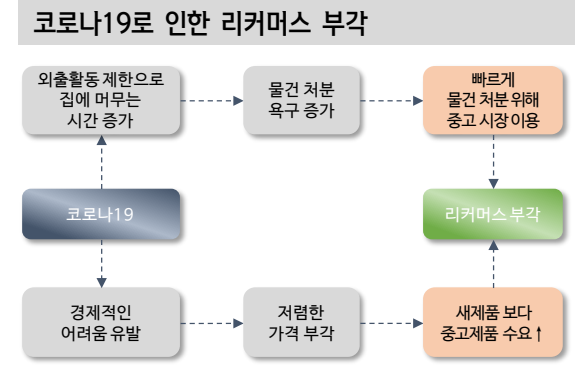 코로나19로 인한 리커머스 부각
외출활동 제한으로
집에 머무는
시간 증가
물건 처분
욕구 증가
빠르게
물건 처분 위해
중고 시장 이용
코로나19
리커머스 부각
경제적인
어려움 유발
저렴한
가격 부각
새제품 보다
중고제품 수요↑